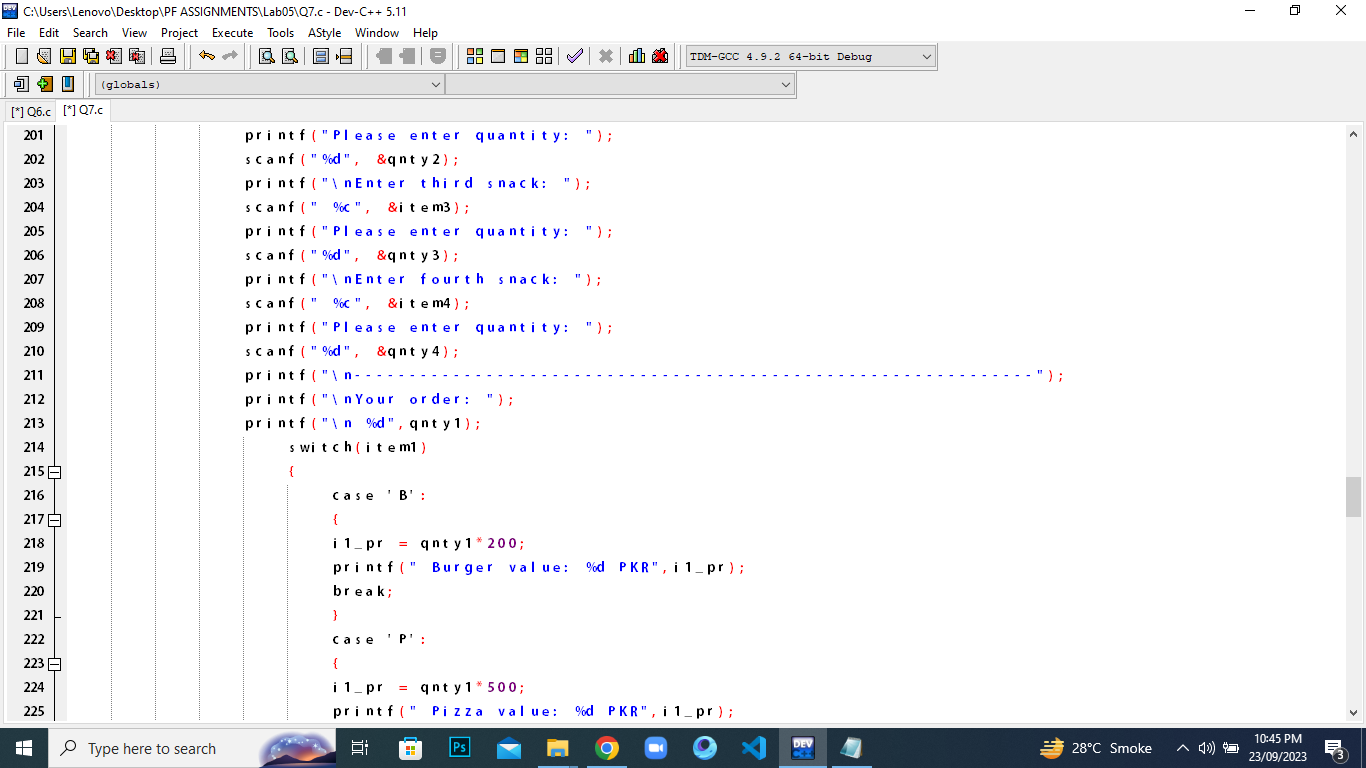 C:\Users\Lenovo\Desktop\PF ASSIGNMENTS\Lab05\Q7.c - Dev-C++ 5.11
File Edit Search View Project Execute Tools AStyle Window Help
TDM-GCC 4.9.2 64-bit Debug
(globals)
[*] Q6.c [*] Q7.c
201 printf("Please enter quantity: ");
202 scanf("%d", &qnty2);
203 printf("\nEnter third snack: ");
204 scanf(" %c", &item3);
205 printf("Please enter quantity: ");
206 scanf("%d", &qnty3);
207 printf("\nEnter fourth snack: ");
208 scanf(" %c", &item4);
209 printf("Please enter quantity: ");
210 scanf("%d", &qnty4);
211 printf("\n--------------------------------------------------------------");
212 printf("\nYour order: ");
213 printf("\n %d",qnty1);
214 switch(item1)
215 {
216 case 'B':
217 {
218 i1_pr = qnty1*200;
219 printf(" Burger value: %d PKR",i1_pr);
220 break;
221 }
222 case 'P':
223 {
224 i1_pr = qnty1*500;
225 printf(" Pizza value: %d PKR",i1_pr);
Type here to search
Ps
DEV
28°C Smoke
10:45 PM
23/09/2023
3